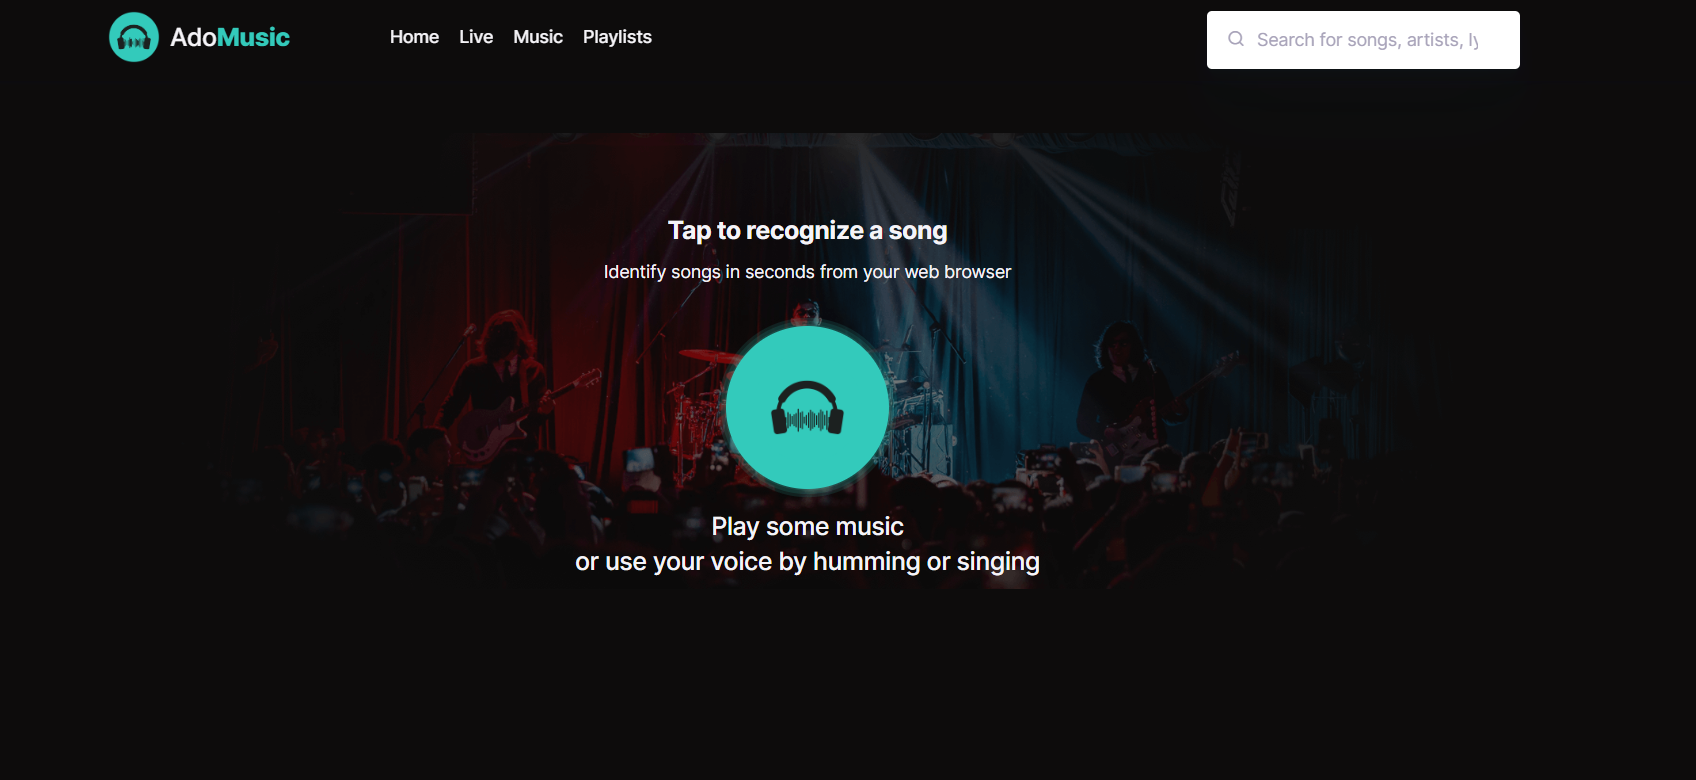 AdoMusic
Home
Live
Music
Playlists
Search for songs, artists, ly
Tap to recognize a song
Identify songs in seconds from your web browser
Play some music
or use your voice by humming or singing